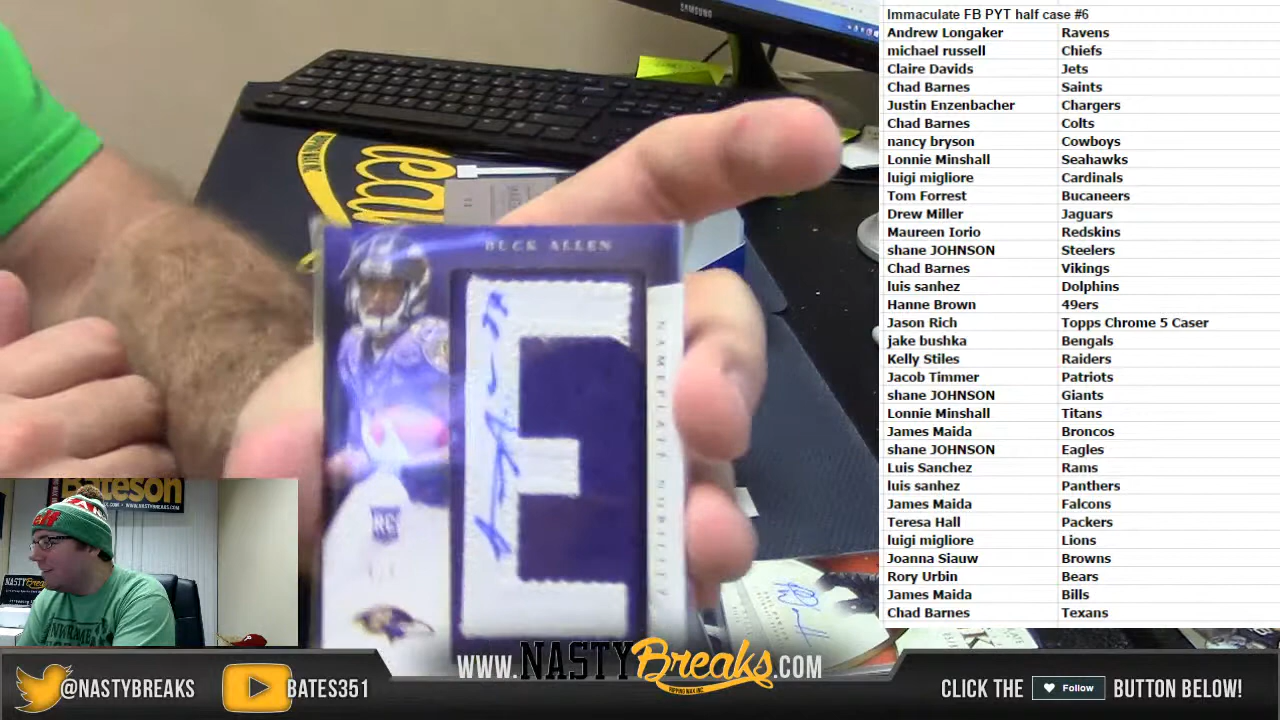 Immaculate FB PYT half case #6
Andrew Longaker Ravens
michael russell Chiefs
Claire Davids Jets
Chad Barnes Saints
Justin Enzenbacher Chargers
Chad Barnes Colts
nancy bryson Cowboys
Lonnie Minshall Seahawks
luigi migliore Cardinals
Tom Forrest Bucaneers
Drew Miller Jaguars
Maureen Iorio Redskins
shane JOHNSON Steelers
Chad Barnes Vikings
luis sanhez Dolphins
Hanne Brown 49ers
Jason Rich Topps Chrome 5 Caser
jake bushka Bengals
Kelly Stiles Raiders
Jacob Timmer Patriots
shane JOHNSON Giants
Lonnie Minshall Titans
James Maida Broncos
shane JOHNSON Eagles
Luis Sanchez Rams
luis sanhez Panthers
James Maida Falcons
Teresa Hall Packers
luigi migliore Lions
Joanna Siauw Browns
Rory Urbin Bears
James Maida Bills
Chad Barnes Texans
SAMSUNG
BUCK ALLEN
E
NAMEPLATE NOBILITY
RC
Bateson
NASTY
WWW.NASTYBreaks.COM
RIPPING WAX INC.
@NASTYBREAKS
BATES351
CLICK THE Follow BUTTON BELOW!